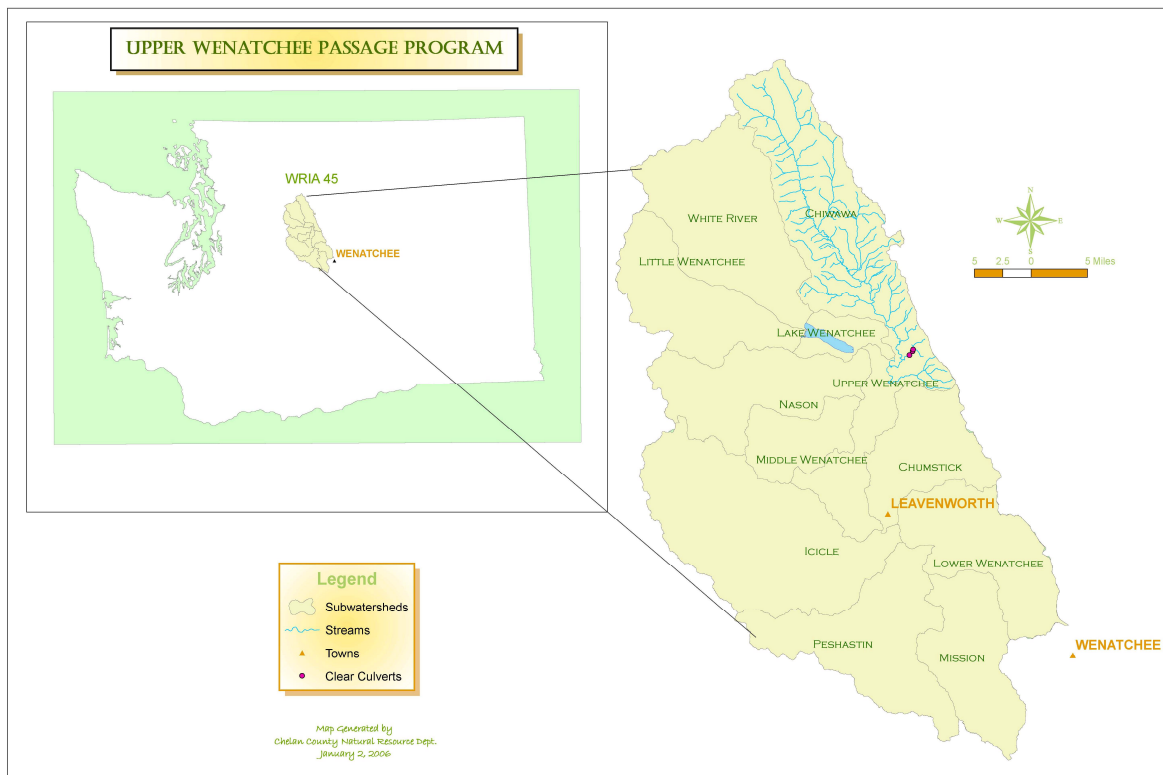 UPPER WENATCHEE PASSAGE PROGRAM
WRIA 45
WENATCHEE
WHITE RIVER
CHIWAWA
LITTLE WENATCHEE
LAKE WENATCHEE
UPPER WENATCHEE
NASON
MIDDLE WENATCHEE
CHUMSTICK
LEAVENWORTH
ICICLE
LOWER WENATCHEE
PESHASTIN
MISSION
WENATCHEE
N
W E
S
5 2.5 0 5 Miles
Legend
Subwatersheds
Streams
Towns
Clear Culverts
Map Generated by
Chelan County Natural Resource Dept.
January 2, 2006